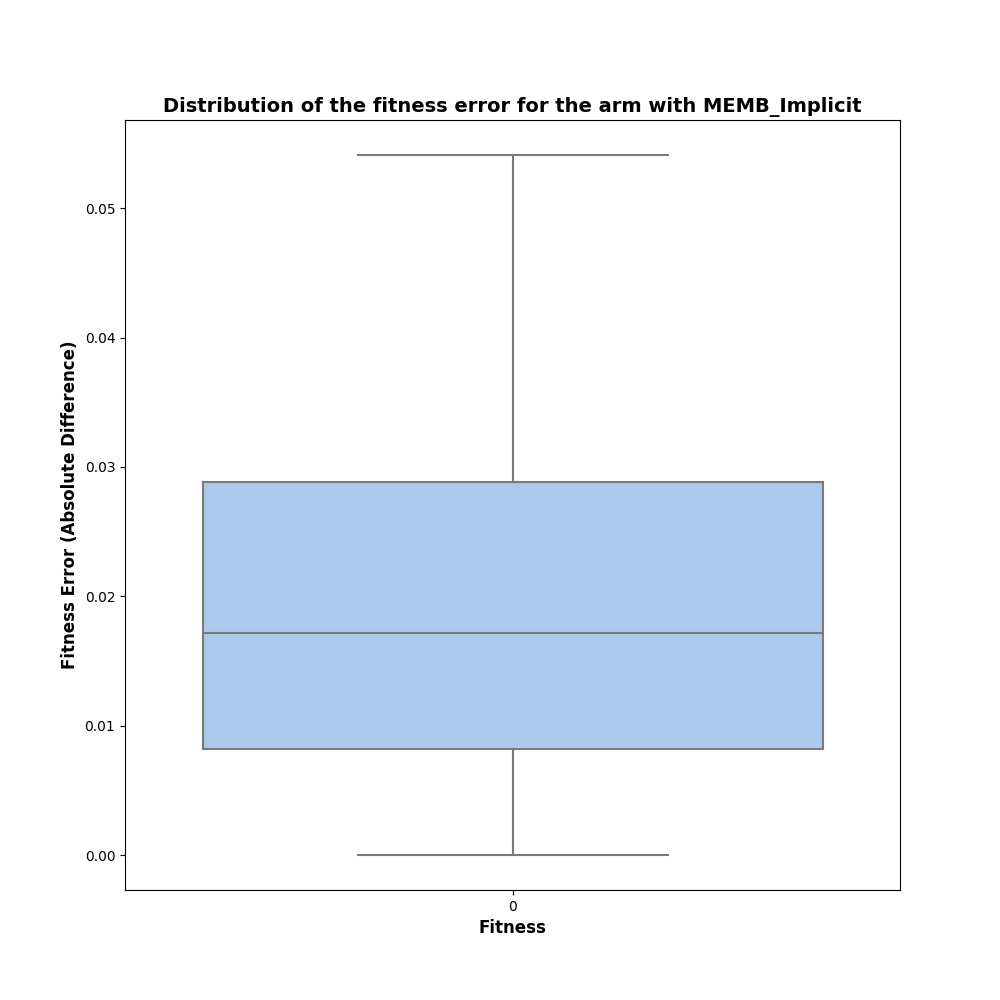 Distribution of the fitness error for the arm with MEMB_Implicit
0.05
0.04
0.03
0.02
0.01
0.00
Fitness Error (Absolute Difference)
0
Fitness